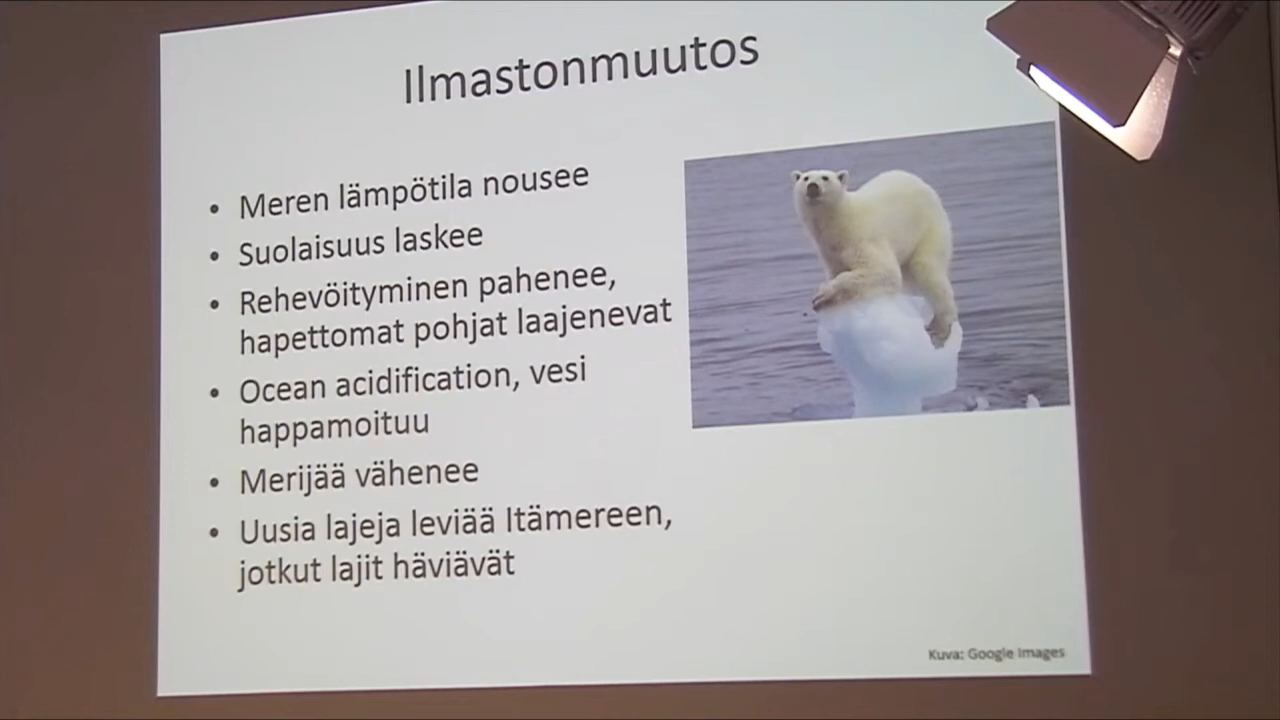 Ilmastonmuutos
• Meren lämpötila nousee
• Suolaisuus laskee
• Rehevöityminen pahenee,
hapettomat pohjat laajenevat
• Ocean acidification, vesi
happamoituu
• Merijää vähenee
• Uusia lajeja leviää Itämereen,
jotkut lajit häviävät
Kuva: Google Images